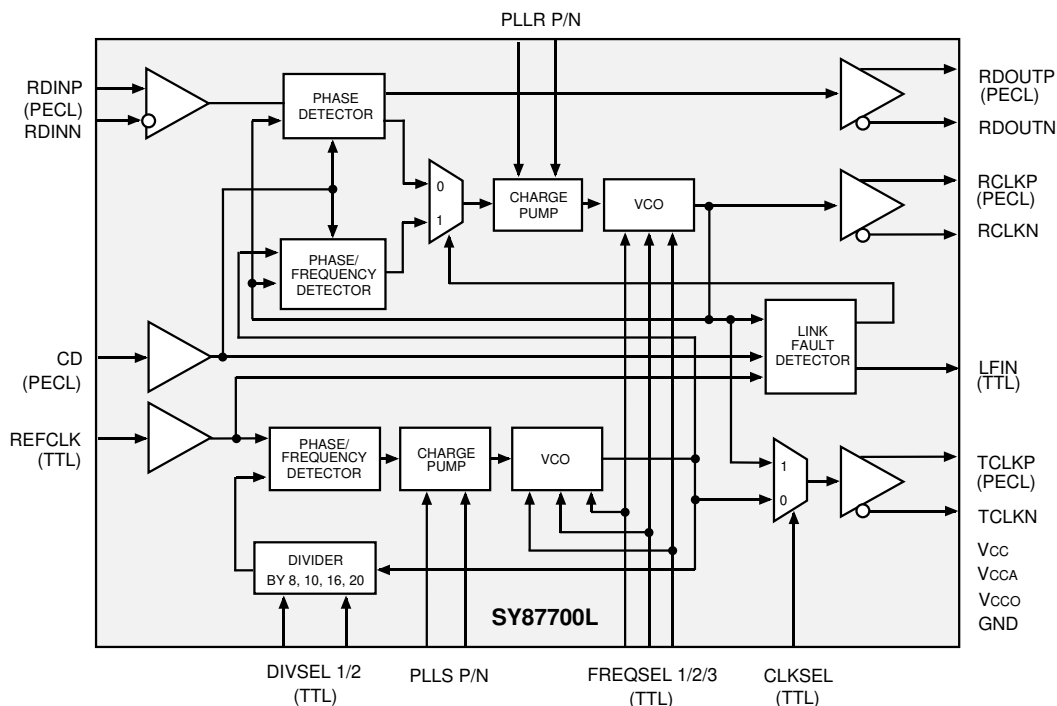 PLLR P/N
RDINP
(PECL)
RDINN
PHASE
DETECTOR
RDOUTP
(PECL)
RDOUTN
0
1
CHARGE
PUMP
VCO
RCLKP
(PECL)
RCLKN
PHASE/
FREQUENCY
DETECTOR
CD
(PECL)
LINK
FAULT
DETECTOR
LFIN
(TTL)
REFCLK
(TTL)
PHASE/
FREQUENCY
DETECTOR
CHARGE
PUMP
VCO
1
0
TCLKP
(PECL)
TCLKN
DIVIDER
BY 8, 10, 16, 20
SY87700L
VCC
VCCA
VCCO
GND
DIVSEL 1/2
(TTL)
PLLS P/N
FREQSEL 1/2/3
(TTL)
CLKSEL
(TTL)